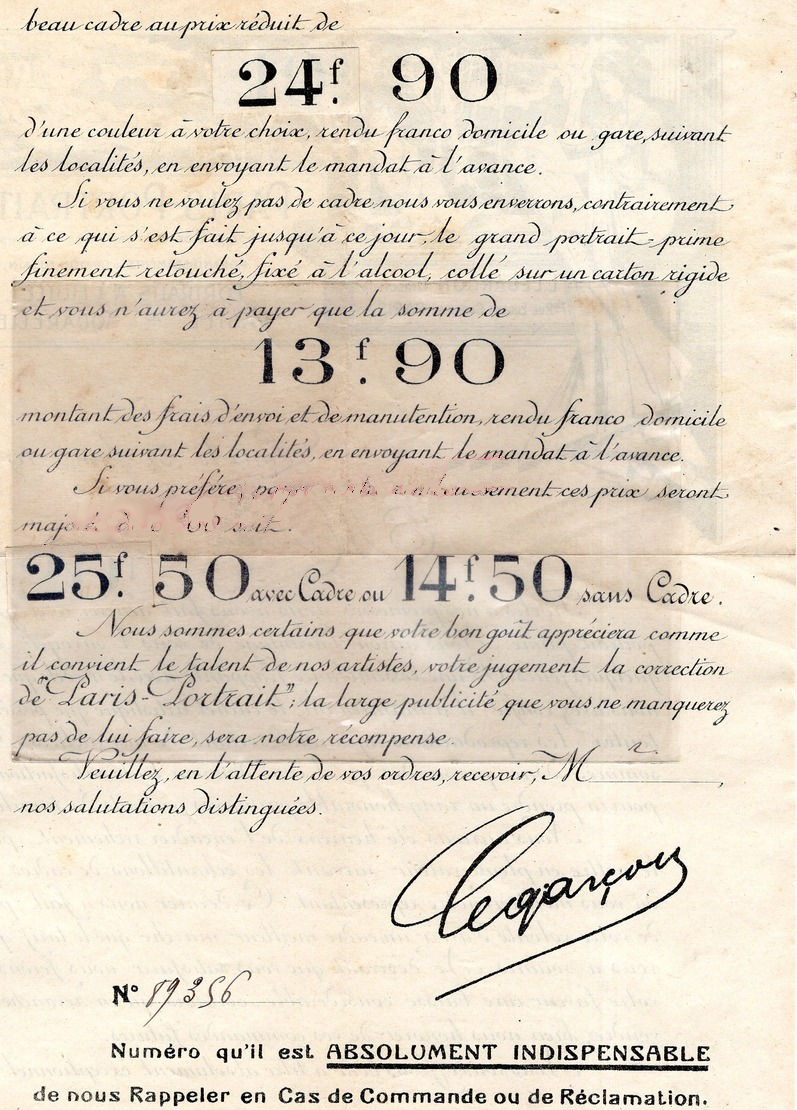 beau cadre au prix réduit de
24f. 90
d'une couleur à votre choix, rendu franco domicile ou gare, suivant
les localités, en envoyant le mandat à l'avance.
Si vous ne voulez pas de cadre nous vous enverrons, contrairement
à ce qui s'est fait jusqu'à ce jour, le grand portrait-prime
finement retouché, fixé à l'alcool, collé sur un carton rigide
et vous n'aurez à payer que la somme de
13f. 90
montant des frais d'envoi et de manutention, rendu franco domicile
ou gare suivant les localités, en envoyant le mandat à l'avance.
Si vous préfére, ces prix seront
soit.
25f. 50 avec Cadre ou 14f. 50 sans Cadre.
Nous sommes certains que votre bon goût appréciera comme
il convient le talent de nos artistes, votre jugement la correction
de "Paris-Portrait"; la large publicité que vous ne manquerez
pas de lui faire, sera notre récompense.
Veuillez, en l'attente de vos ordres, recevoir, M r.
nos salutations distinguées.
Legarçon
N° 89356
Numéro qu'il est ABSOLUMENT INDISPENSABLE
de nous Rappeler en Cas de Commande ou de Réclamation.